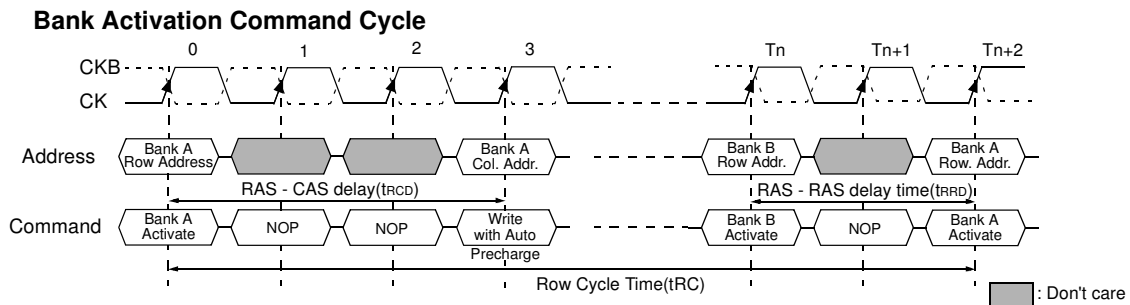 Bank Activation Command Cycle
0 1 2 3 Tn Tn+1 Tn+2
CKB
CK
Address
Bank A
Row Address
Bank A
Col. Addr.
Bank B
Row Addr.
Bank A
Row. Addr.
RAS - CAS delay(tRCD)
RAS - RAS delay time(tRRD)
Command
Bank A
Activate
NOP
NOP
Write
with Auto
Precharge
Bank B
Activate
NOP
Bank A
Activate
Row Cycle Time(tRC)
: Don't care